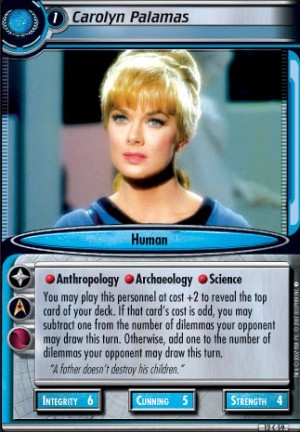 1 Carolyn Palamas
Human
Anthropology Archaeology Science
You may play this personnel at cost +2 to reveal the top
card of your deck. If that card's cost is odd, you may
subtract one from the number of dilemmas your opponent
may draw this turn. Otherwise, add one to the number of
dilemmas your opponent may draw this turn.
"A father doesn't destroy his children."
INTEGRITY 6 CUNNING 5 STRENGTH 4